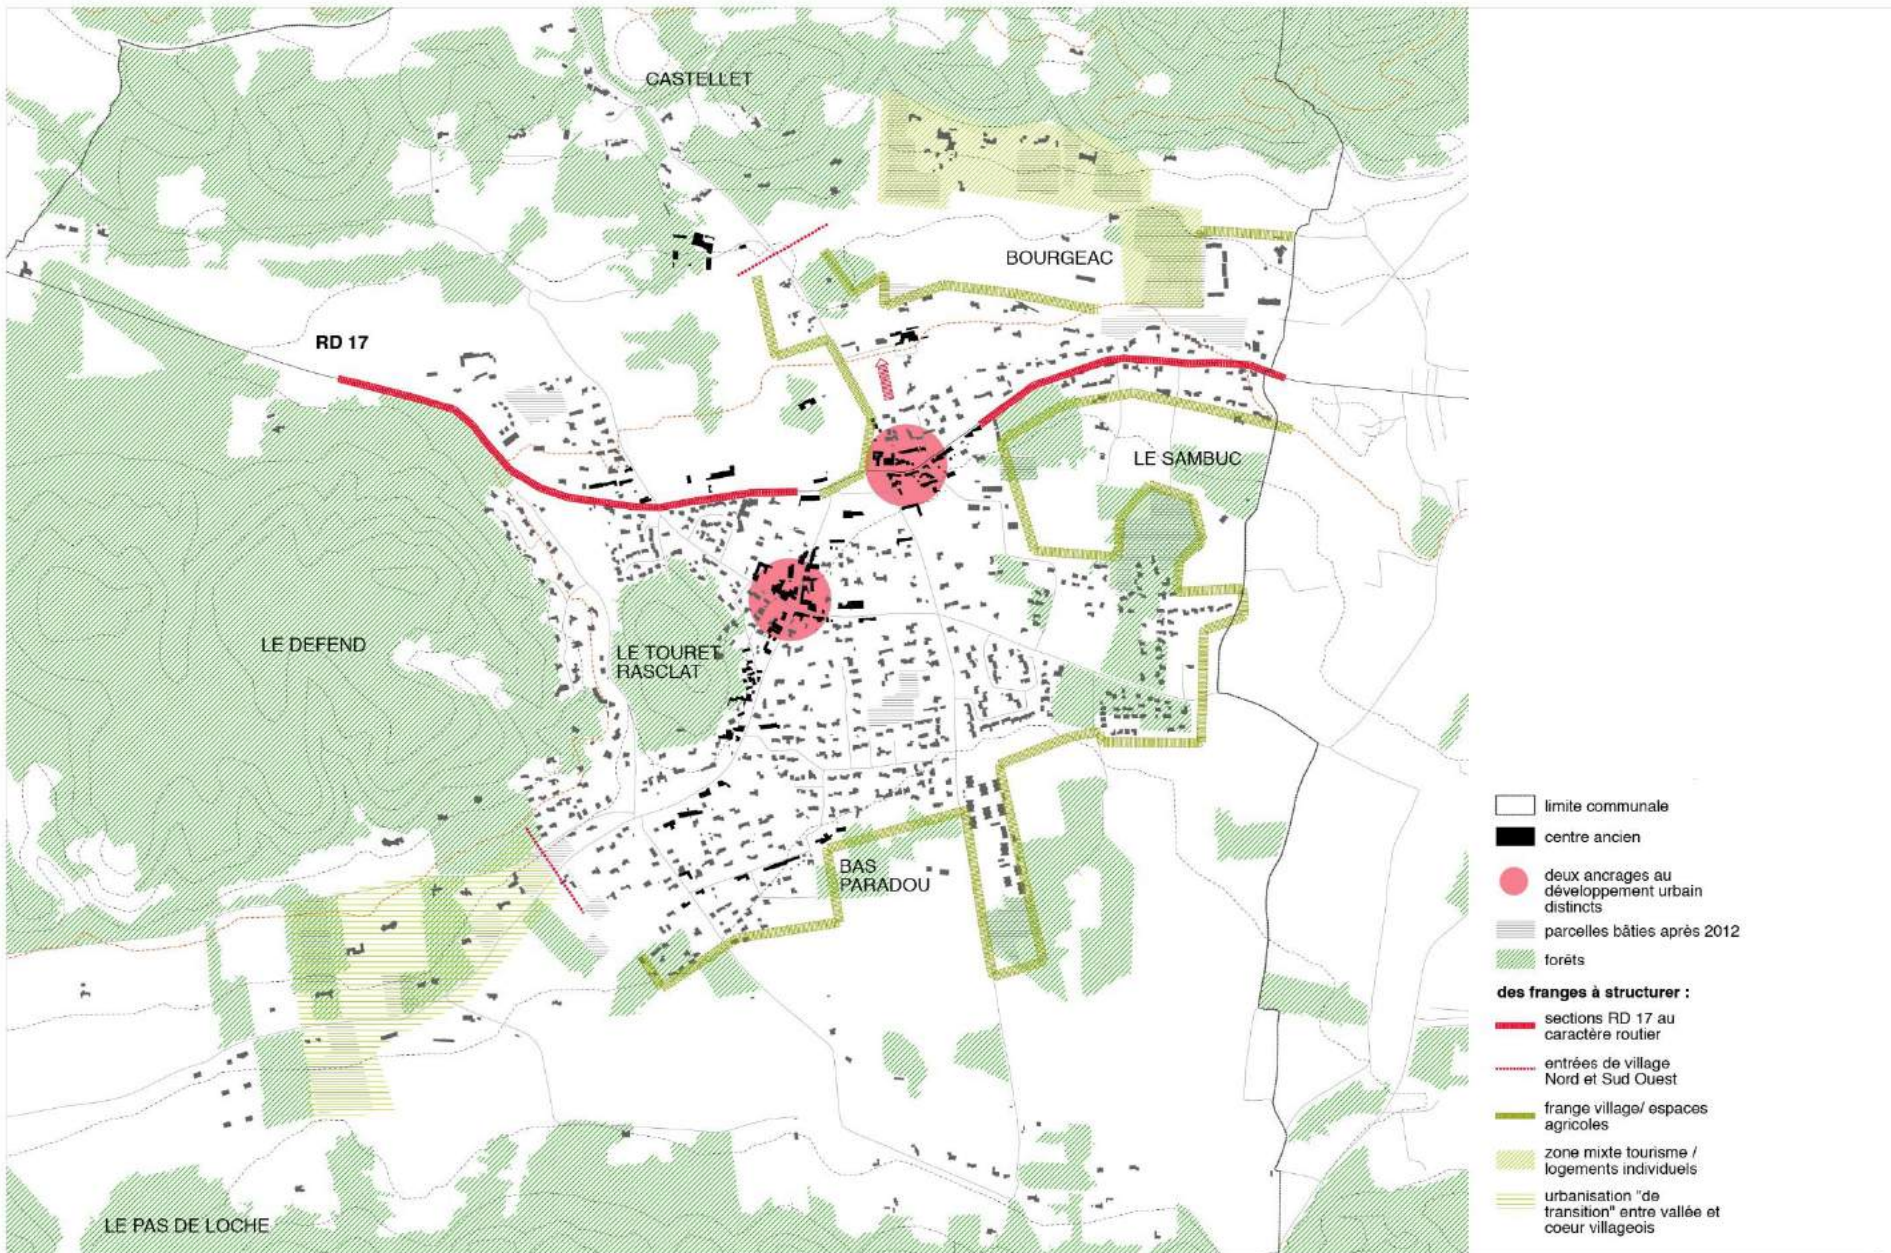 CASTELLET
BOURGEAC
RD 17
LE SAMBUC
LE DEFEND
LE TOURET
RASCLAT
BAS
PARADOU
LE PAS DE LOCHE
limite communale
centre ancien
deux ancrages au
développement urbain
distincts
parcelles bâties après 2012
forêts
des franges à structurer :
sections RD 17 au
caractère routier
entrées de village
Nord et Sud Ouest
frange village/ espaces
agricoles
zone mixte tourisme /
logements individuels
urbanisation "de
transition" entre vallée et
coeur villageois